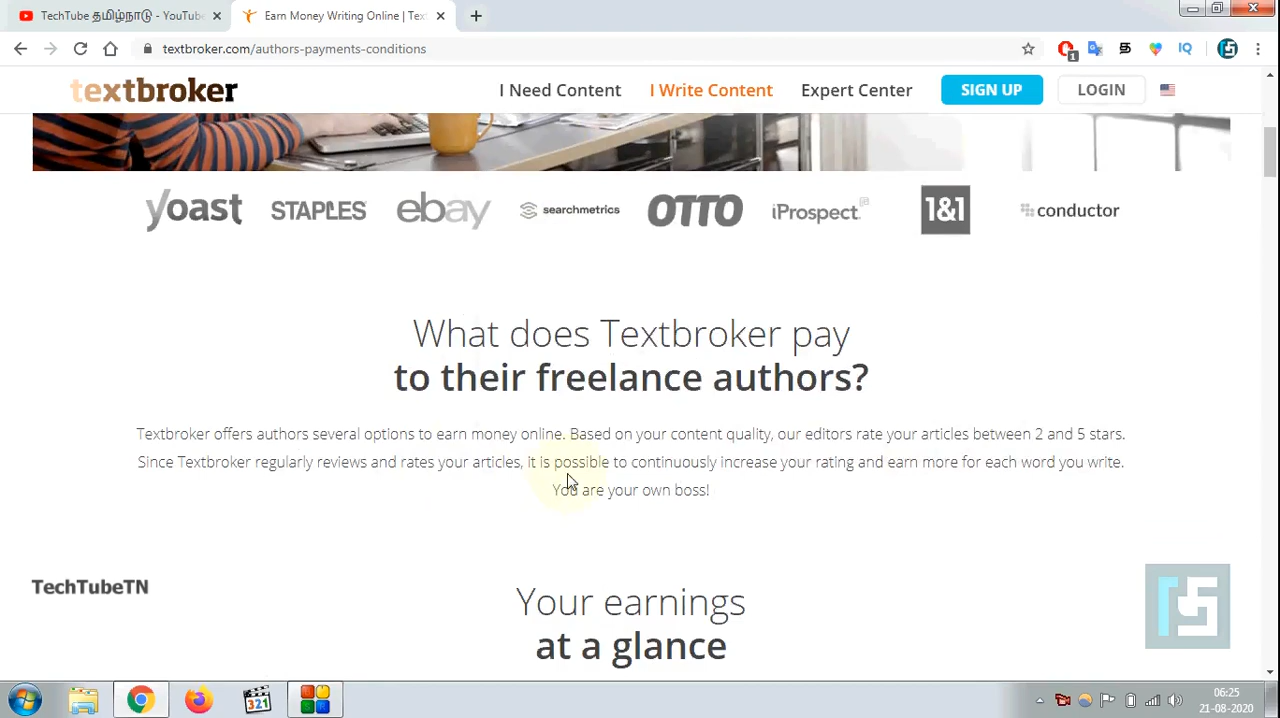 TechTube தமிழ்நாடு - YouTube
Earn Money Writing Online | Tex
textbroker.com/authors-payments-conditions
1
IQ
textbroker
I Need Content
I Write Content
Expert Center
SIGN UP
LOGIN
yoast
STAPLES
ebay
searchmetrics
OTTO
iProspect.
1&1
conductor
What does Textbroker pay
to their freelance authors?
Textbroker offers authors several options to earn money online. Based on your content quality, our editors rate your articles between 2 and 5 stars.
Since Textbroker regularly reviews and rates your articles, it is possible to continuously increase your rating and earn more for each word you write.
You are your own boss!
TechTubeTN
Your earnings
at a glance
321
06:25
21-08-2020